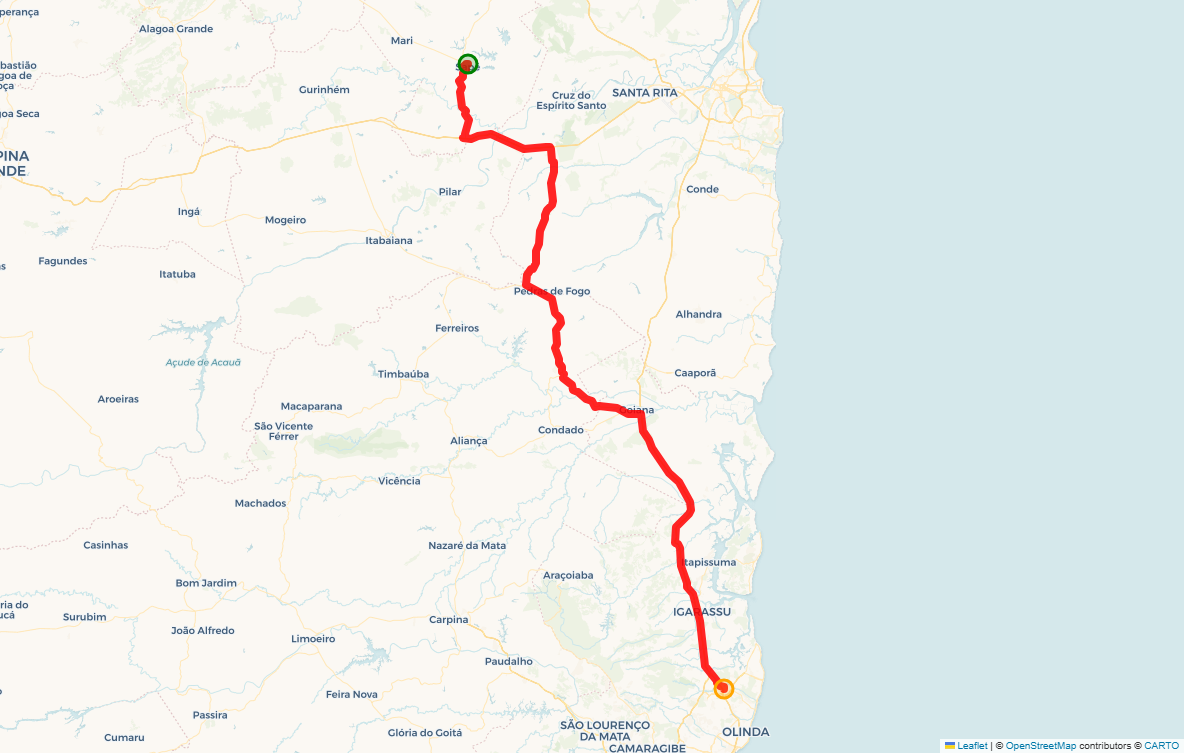 perança
Alagoa Grande
Mari
bastião
goa de
oça
Gurinhém
Cruz do
Espírito Santo
SANTA RITA
oa Seca
PINA
NDE
Pilar
Conde
Ingá
Mogeiro
Itabaiana
Fagundes
Itatuba
Pedras de Fogo
Alhandra
Ferreiros
Açude de Acauã
Timbaúba
Caaporã
Aroeiras
Macaparana
Goiana
São Vicente
Férrer
Condado
Aliança
Vicência
Machados
Casinhas
Nazaré da Mata
Itapissuma
Araçoiaba
Bom Jardim
ria do
ucá
Surubim
IGARASSU
Carpina
João Alfredo
Limoeiro
Paudalho
Feira Nova
Passira
SÃO LOURENÇO
DA MATA
Glória do Goitá
OLINDA
Cumaru
CAMARAGIBE
Leaflet | © OpenStreetMap contributors © CARTO